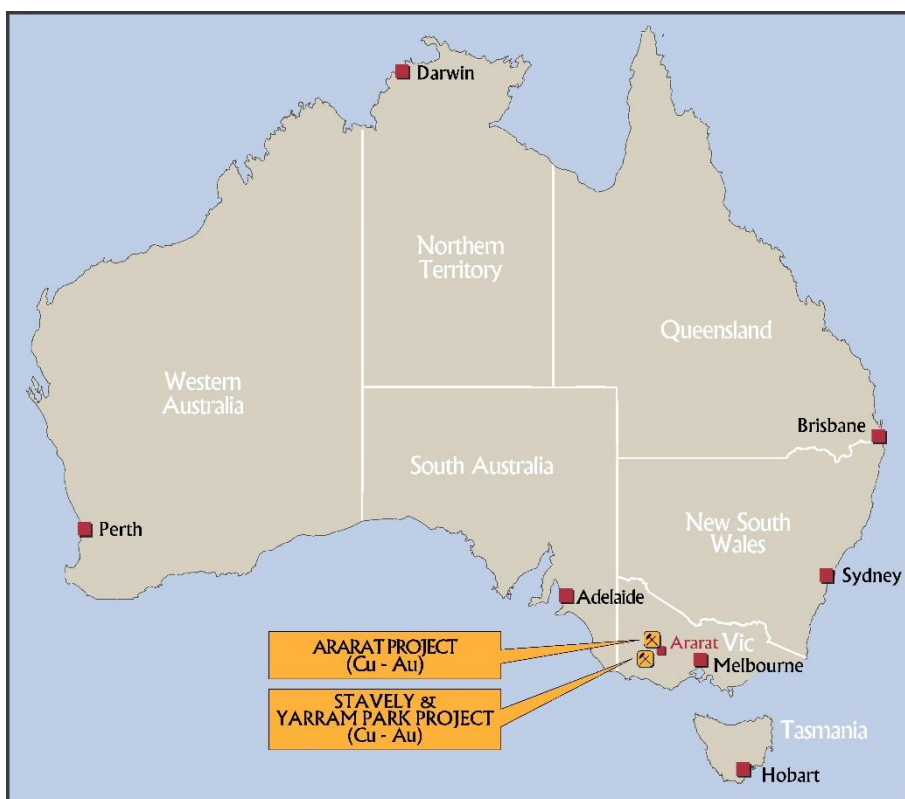 Darwin
Northern
Territory
Queensland
Western
Australia
Brisbane
South Australia
New South
Wales
Perth
Sydney
Adelaide
ARARAT PROJECT
(Cu - Au)
Ararat
Vic
Melbourne
STAVELY &
YARRAM PARK PROJECT
(Cu - Au)
Tasmania
Hobart